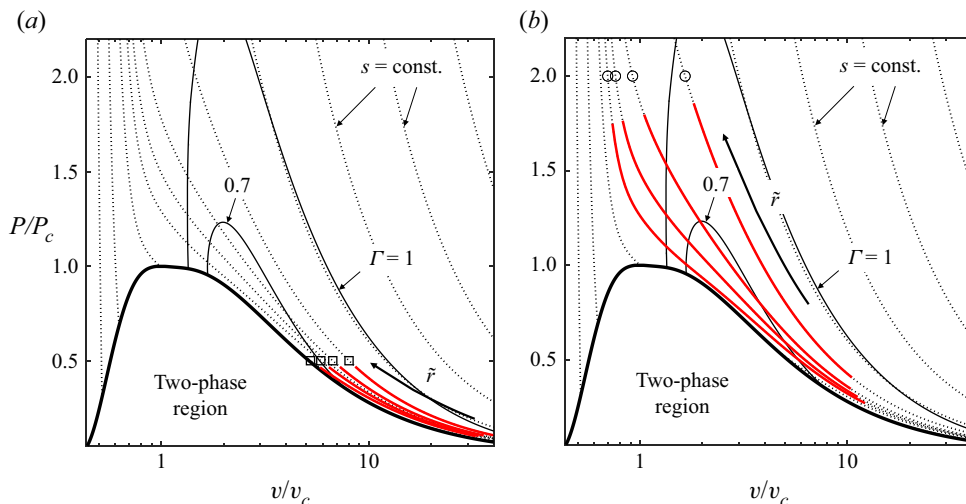 (a)
(b)
2.0
1.5
1.0
0.5
P/P_c
s = const.
0.7
Γ = 1
r̃
Two-phase
region
1
10
v/v_c
2.0
1.5
1.0
0.5
s = const.
0.7
r̃
Γ = 1
Two-phase
region
1
10
v/v_c